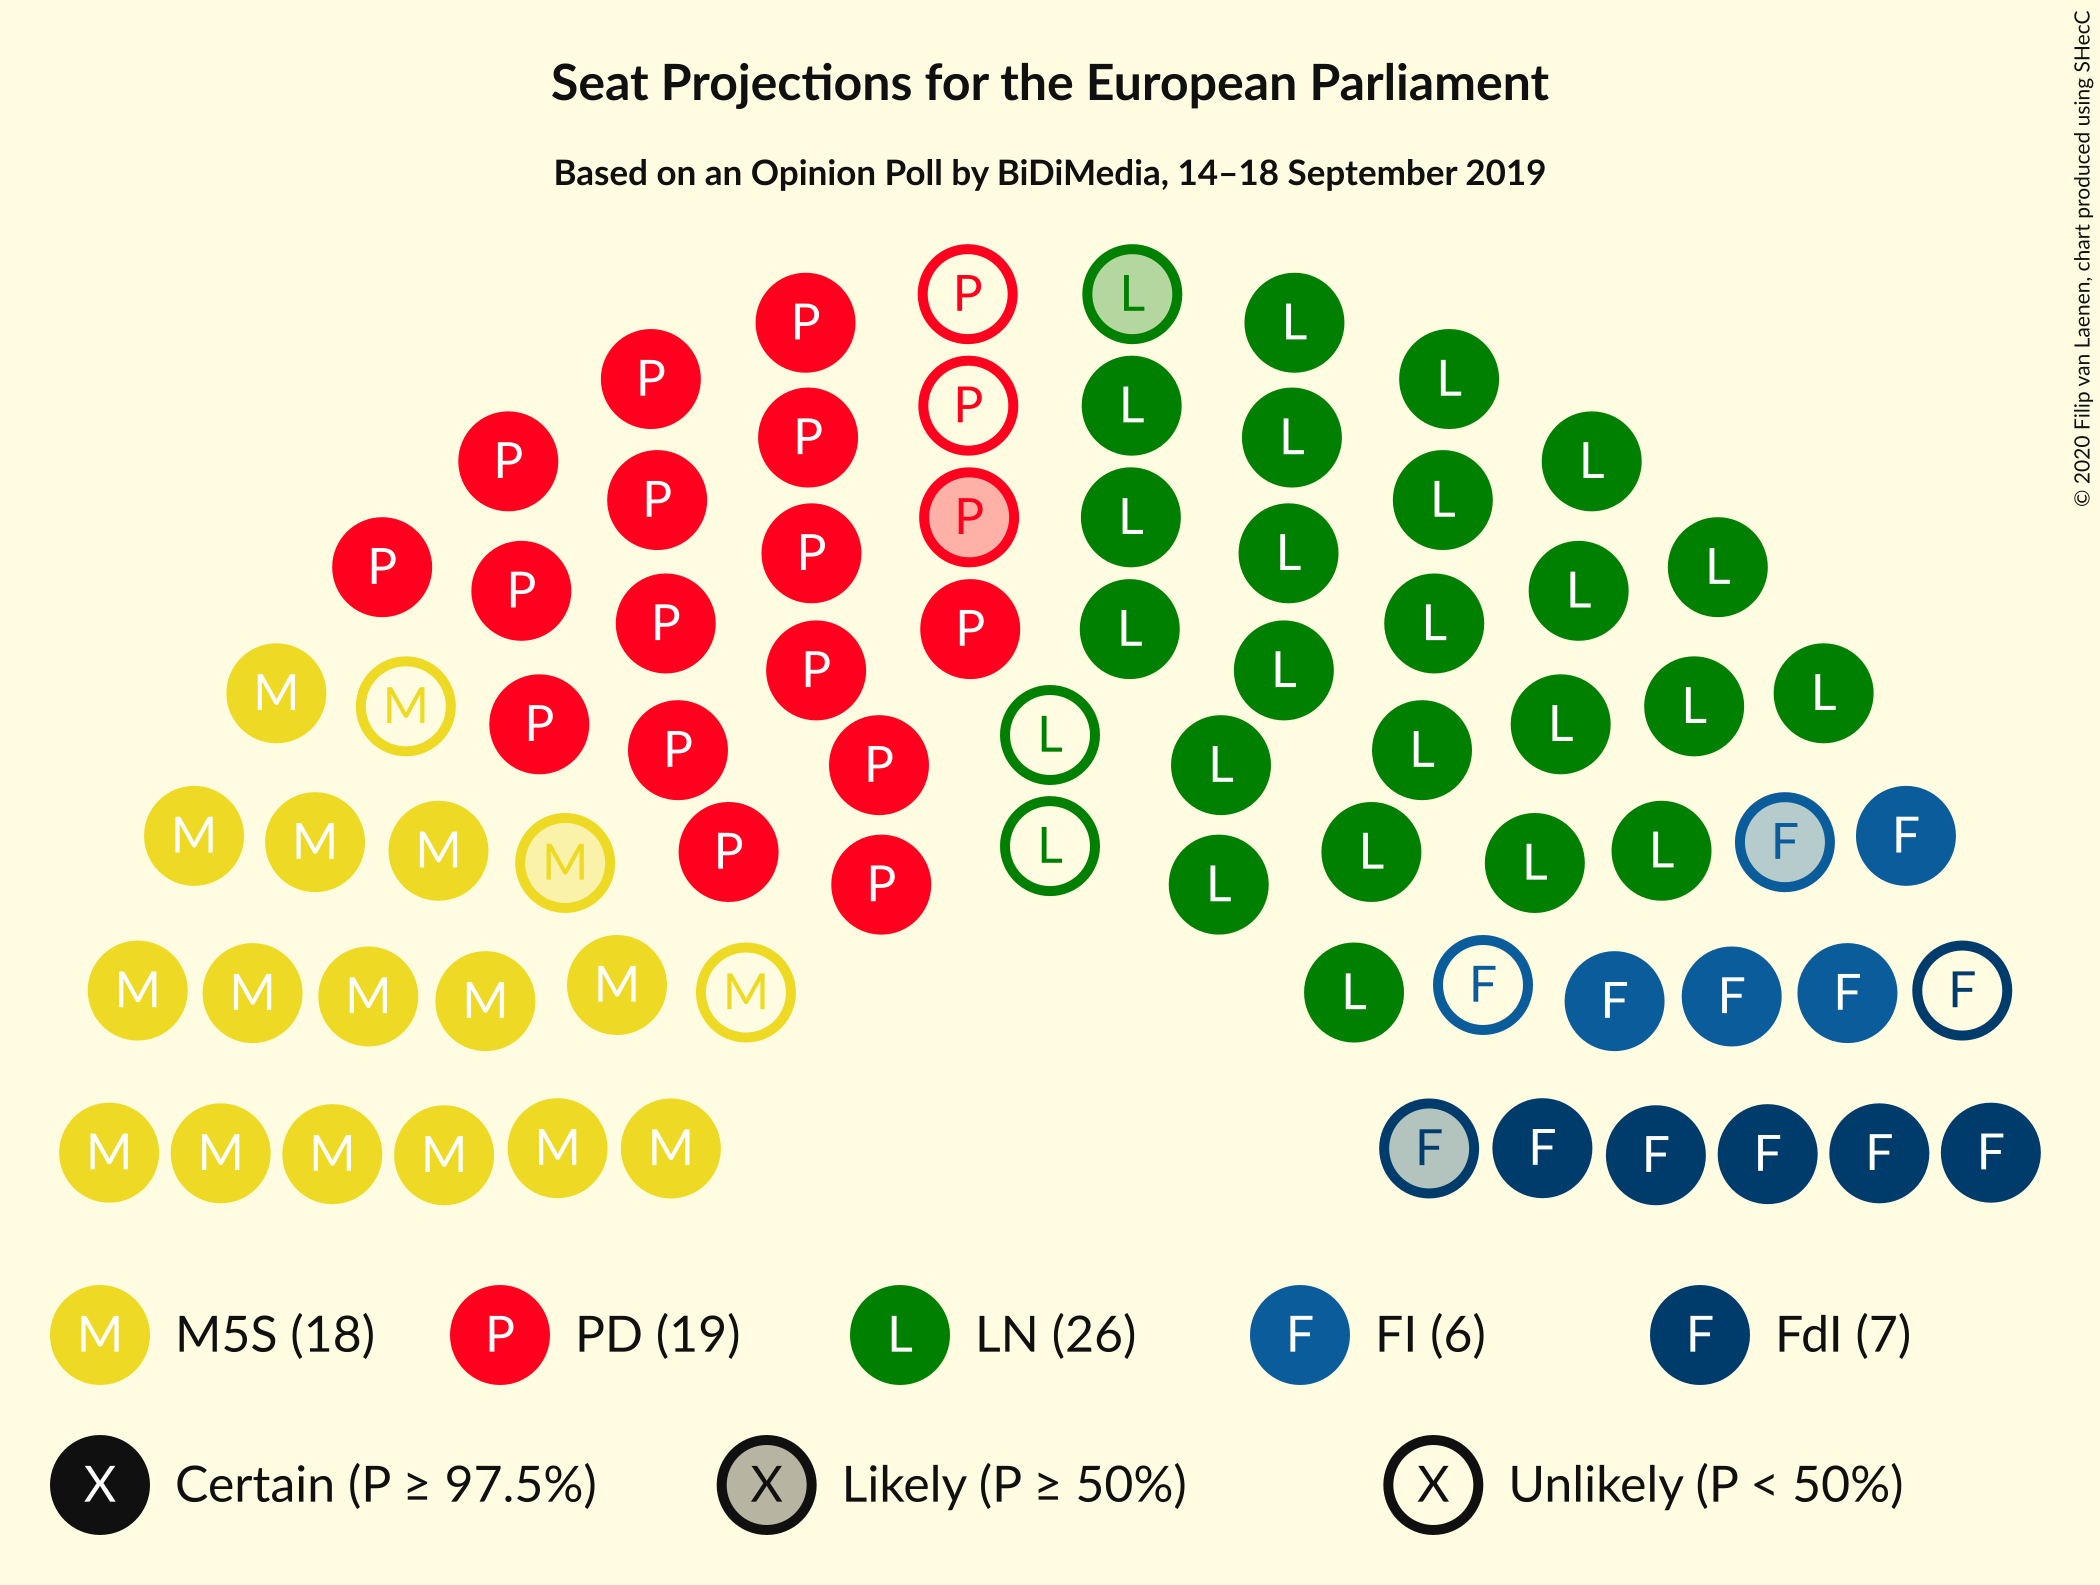 Seat Projections for the European Parliament
Based on an Opinion Poll by BiDiMedia, 14–18 September 2019
© 2020 Filip van Laenen, chart produced using SHecC
P L
P L
P L
P P L L
P L
P L
P L
P P L L
P L
P P L L
P L
P L
P P L L
M M L L
P L
P P L L
L
P L
M M M M P L L L F F
L
P L
M M M M M M L F F F F F
M M M M M M F F F F F F
M M5S (18) P PD (19) L LN (26) F FI (6) F FdI (7)
X Certain (P ≥ 97.5%) X Likely (P ≥ 50%) X Unlikely (P < 50%)